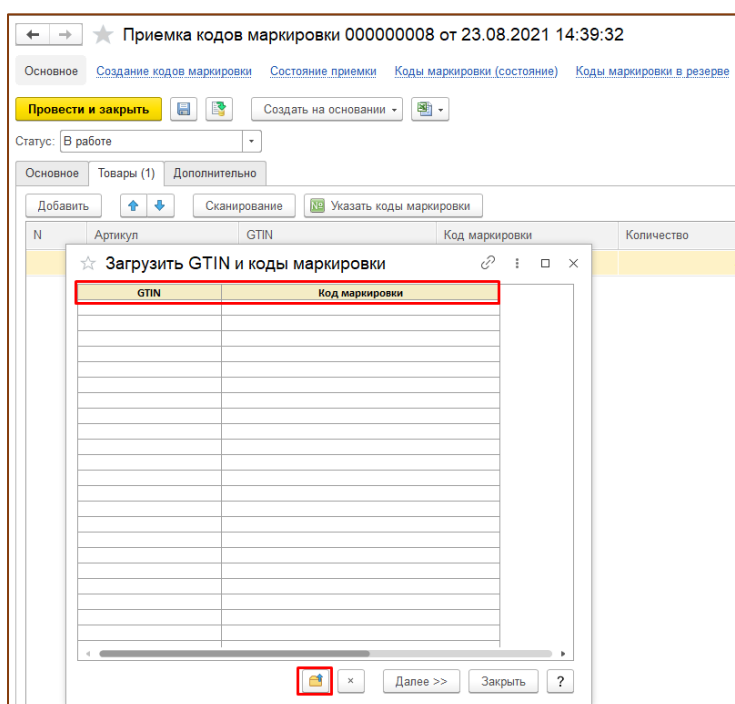 Приемка кодов маркировки 000000008 от 23.08.2021 14:39:32
Основное Создание кодов маркировки Состояние приемки Коды маркировки (состояние) Коды маркировки в резерве
Провести и закрыть Создать на основании
Статус: В работе
Основное Товары (1) Дополнительно
Добавить Сканирование Указать коды маркировки
N Артикул GTIN Код маркировки Количество
Загрузить GTIN и коды маркировки
GTIN Код маркировки
Далее >> Закрыть ?